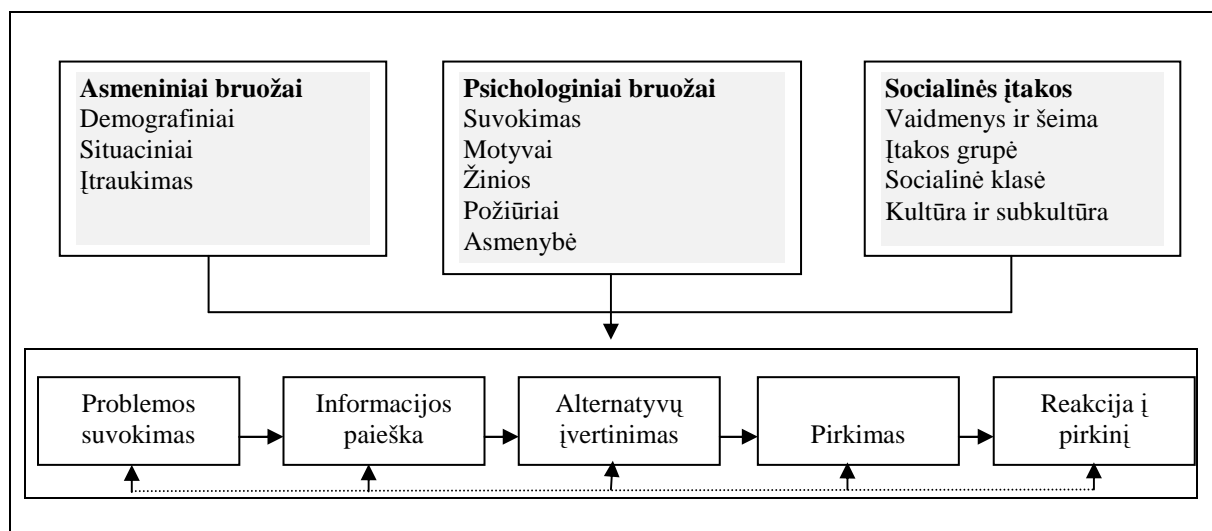 Asmeniniai bruožai
Demografiniai
Situaciniai
Įtraukimas
Psichologiniai bruožai
Suvokimas
Motyvai
Žinios
Požiūriai
Asmenybė
Socialinės įtakos
Vaidmenys ir šeima
Įtakos grupė
Socialinė klasė
Kultūra ir subkultūra
Problemos
suvokimas
Informacijos
paieška
Alternatyvų
įvertinimas
Pirkimas
Reakcija į
pirkinį